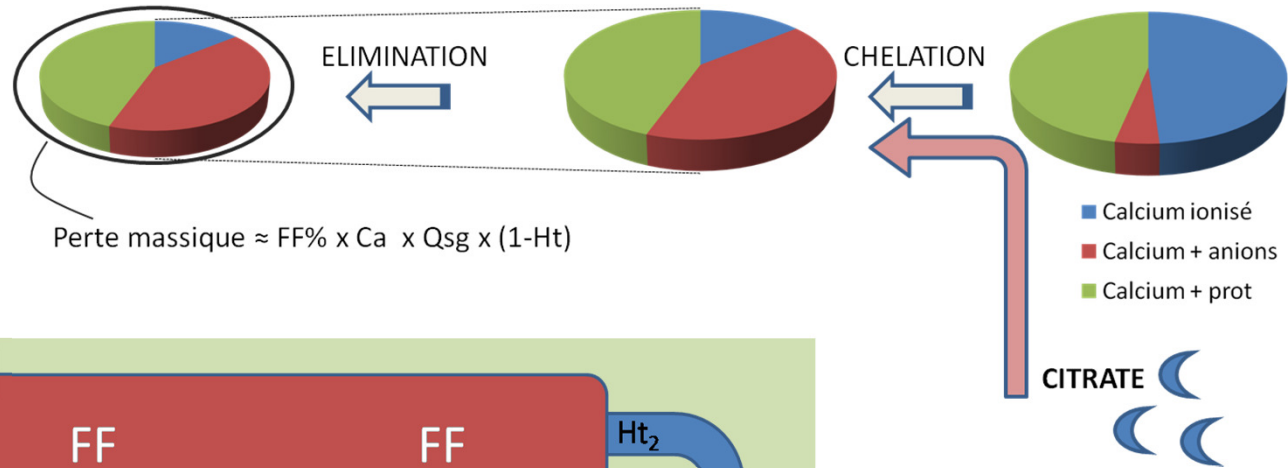 ELIMINATION
CHELATION
Perte massique ≈ FF% x Ca x Qsg x (1-Ht)
Calcium ionisé
Calcium + anions
Calcium + prot
CITRATE
FF
FF
Ht₂